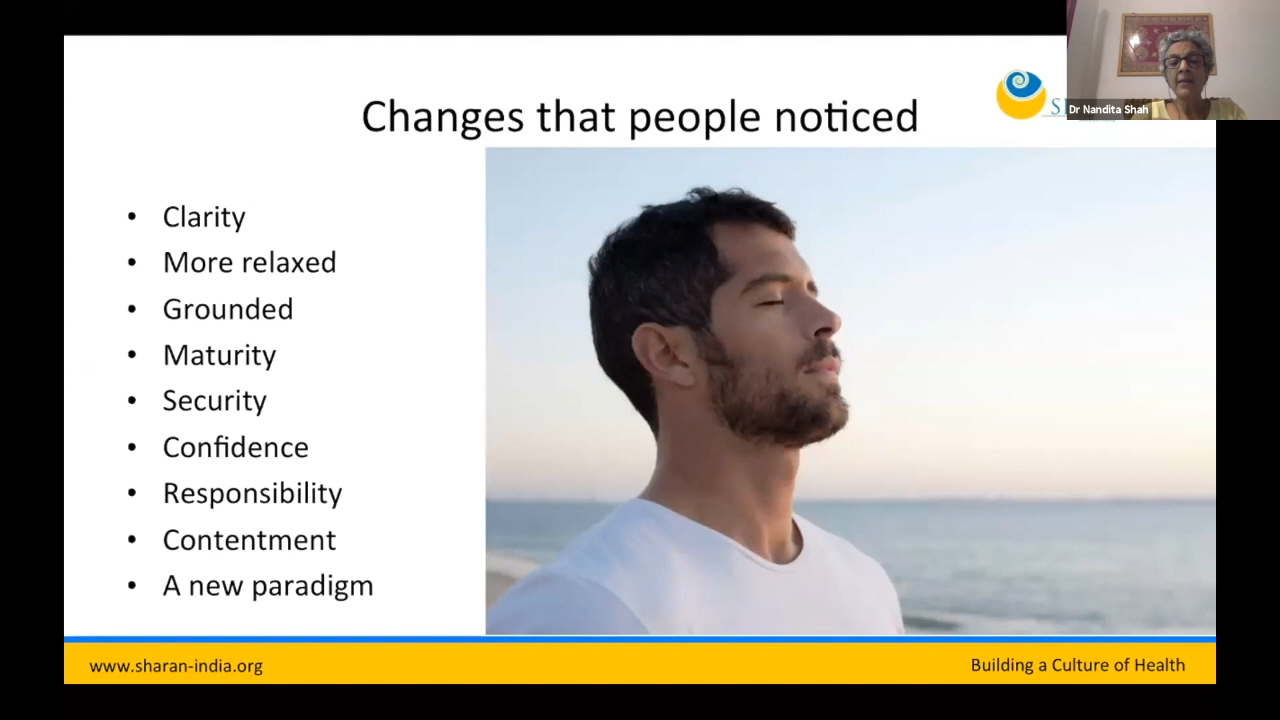 Changes that people noticed
Dr Nandita Shah
• Clarity
• More relaxed
• Grounded
• Maturity
• Security
• Confidence
• Responsibility
• Contentment
• A new paradigm
www.sharan-india.org
Building a Culture of Health